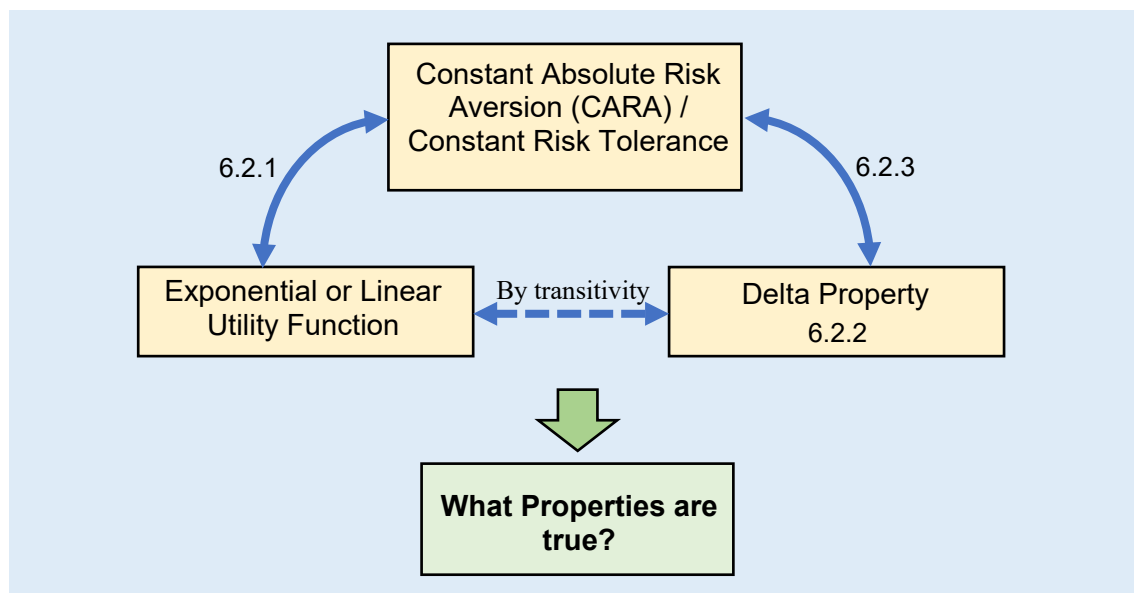 Constant Absolute Risk
Aversion (CARA) /
Constant Risk Tolerance
6.2.1
6.2.3
Exponential or Linear
Utility Function
By transitivity
Delta Property
6.2.2
What Properties are
true?